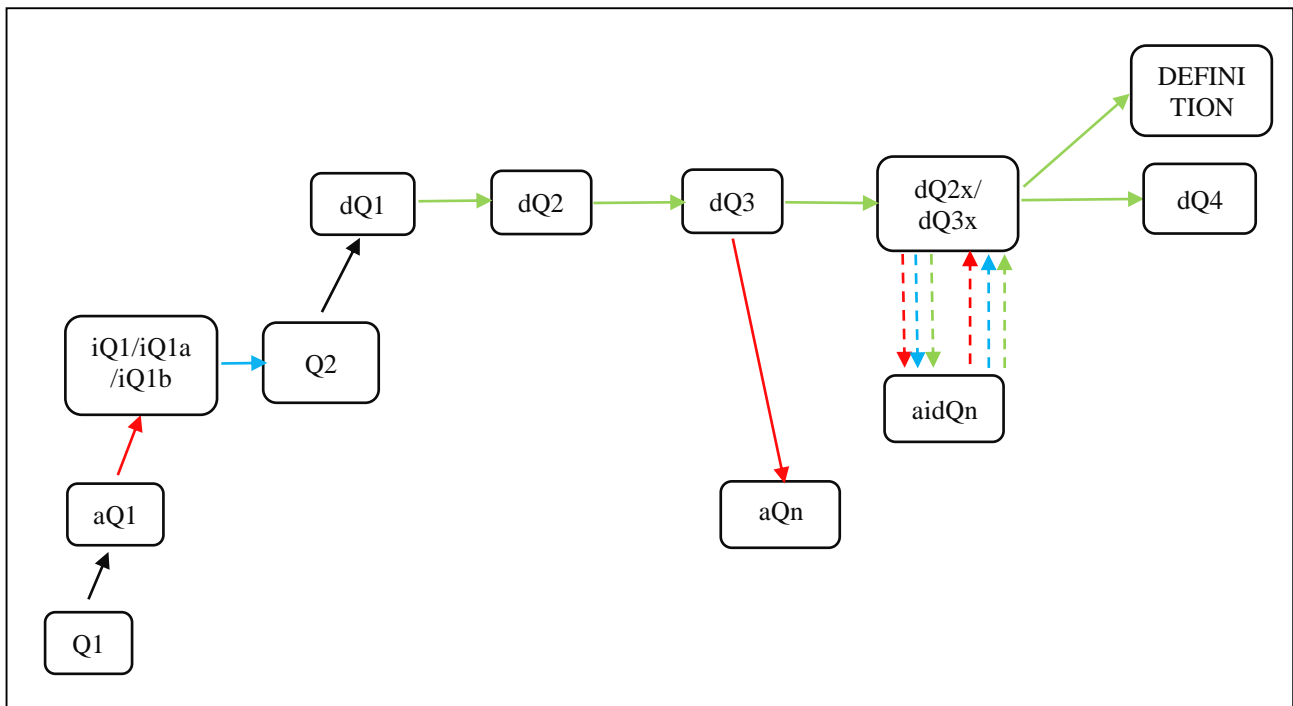 DEFINI
TION
dQ1
dQ2
dQ3
dQ2x/
dQ3x
dQ4
iQ1/iQ1a
/iQ1b
Q2
aidQn
aQ1
aQn
Q1